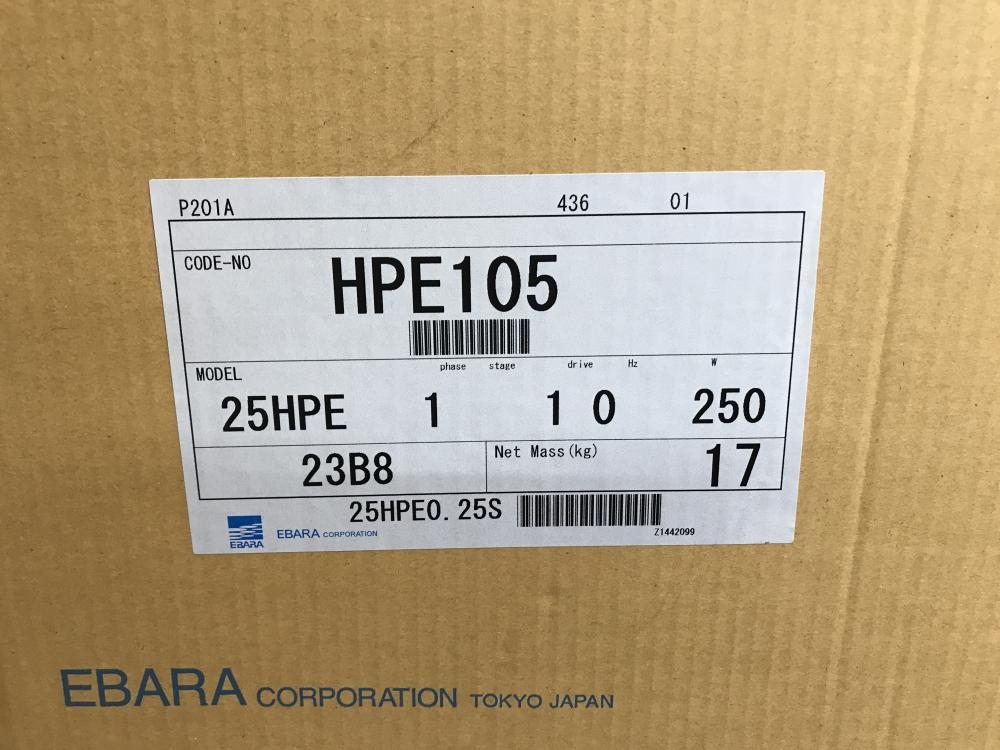 P201A 436 01
CODE-NO HPE105
MODEL phase stage drive Hz W
25HPE 1 1 0 250
23B8 Net Mass(kg) 17
25HPE0.25S
EBARA EBARA CORPORATION Z1442099
EBARA CORPORATION TOKYO JAPAN